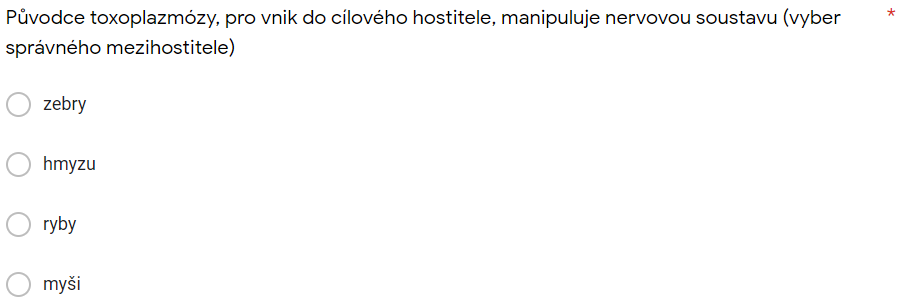 Původce toxoplazmózy, pro vnik do cílového hostitele, manipuluje nervovou soustavu (vyber *
správného mezihostitele)
zebry
hmyzu
ryby
myši